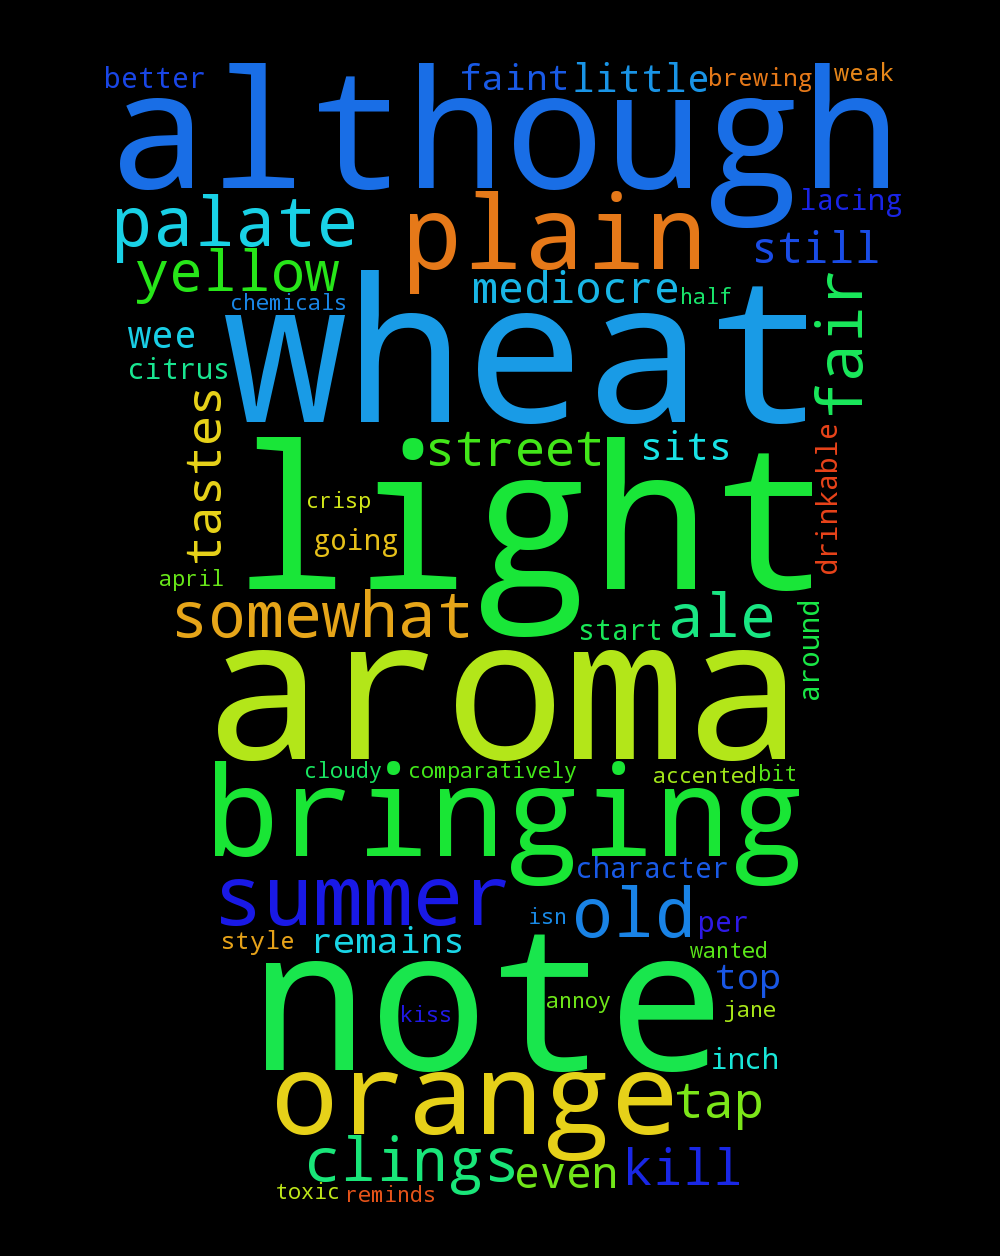 better faint little brewing weak
although
palate plain lacing
yellow still
chemicals mediocre half
wee wheat fair
citrus
tastes street sits drinkable
light
crisp
going
april
somewhat start ale around
aroma
cloudy comparatively accented bit
bringing
character
summer isn old per
style remains wanted
note top
kiss annoy jane
inch
orange tap
clings even kill
toxic reminds